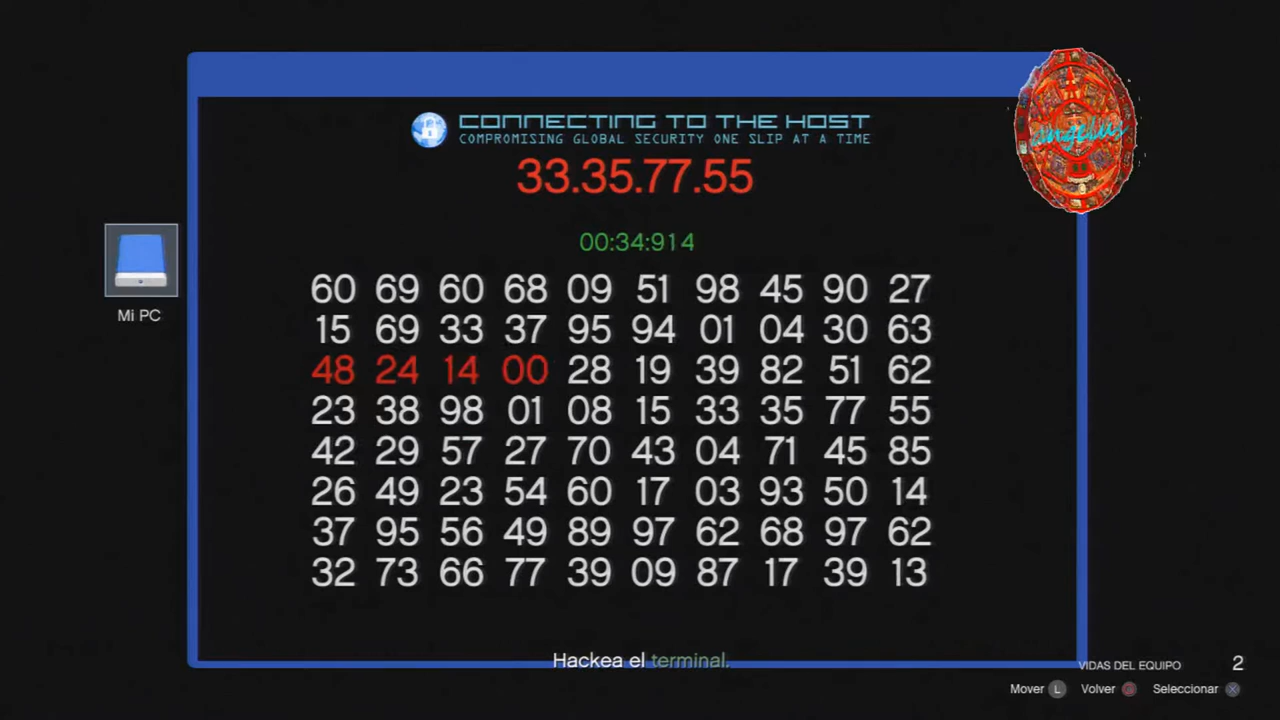 CONNECTING TO THE HOST
COMPROMISING GLOBAL SECURITY ONE SLIP AT A TIME
33.35.77.55
angelus
00:34:914
60 69 60 68 09 51 98 45 90 27
15 69 33 37 95 94 01 04 30 63
48 24 14 00 28 19 39 82 51 62
23 38 98 01 08 15 33 35 77 55
42 29 57 27 70 43 04 71 45 85
26 49 23 54 60 17 03 93 50 14
37 95 56 49 89 97 62 68 97 62
32 73 66 77 39 09 87 17 39 13
Mi PC
Hackea el terminal.
VIDAS DEL EQUIPO 2
Mover L Volver Seleccionar X